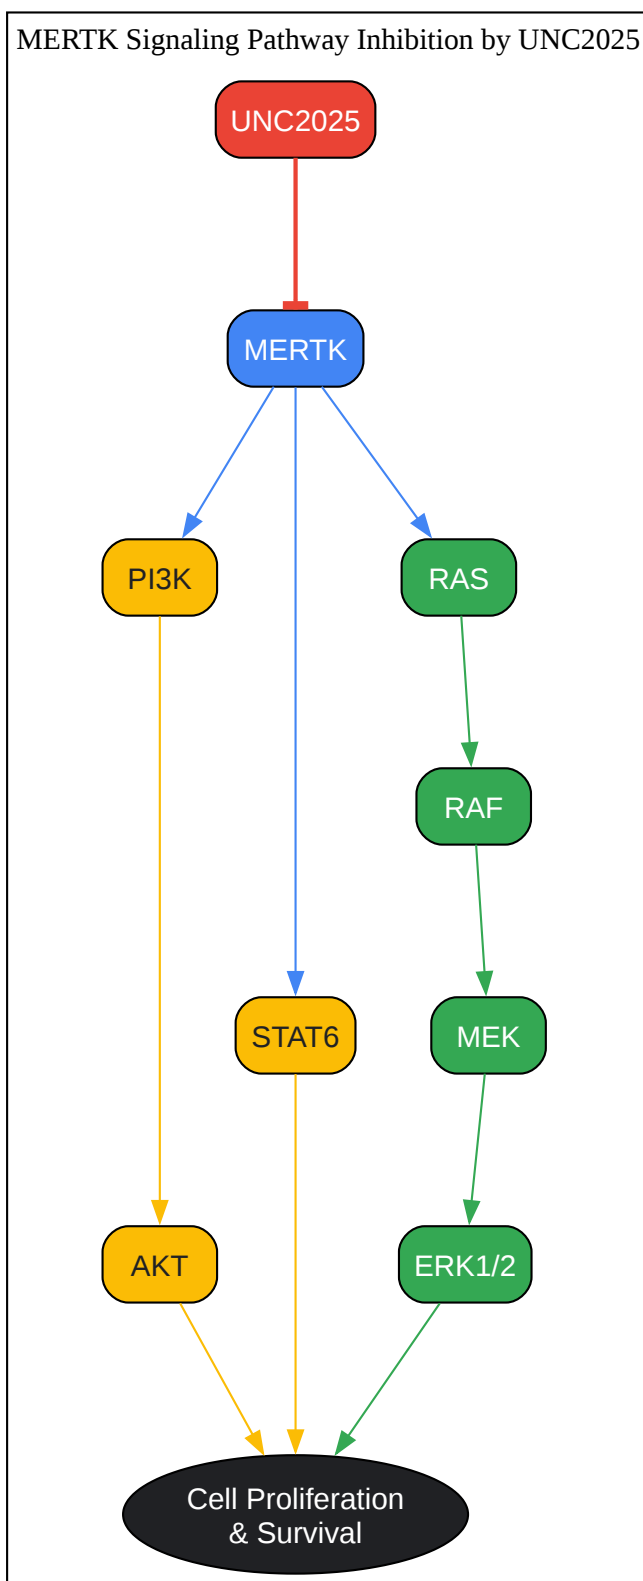 MERTK Signaling Pathway Inhibition by UNC2025
UNC2025
MERTK
PI3K
RAS
RAF
STAT6
MEK
AKT
ERK1/2
Cell Proliferation
& Survival